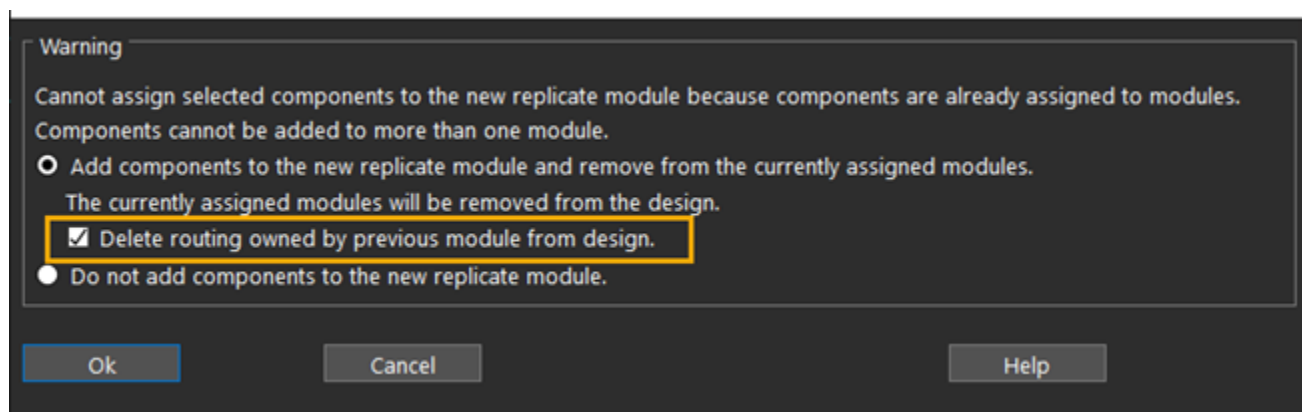 Warning
Cannot assign selected components to the new replicate module because components are already assigned to modules.
Components cannot be added to more than one module.
Add components to the new replicate module and remove from the currently assigned modules.
The currently assigned modules will be removed from the design.
Delete routing owned by previous module from design.
Do not add components to the new replicate module.
Ok Cancel Help